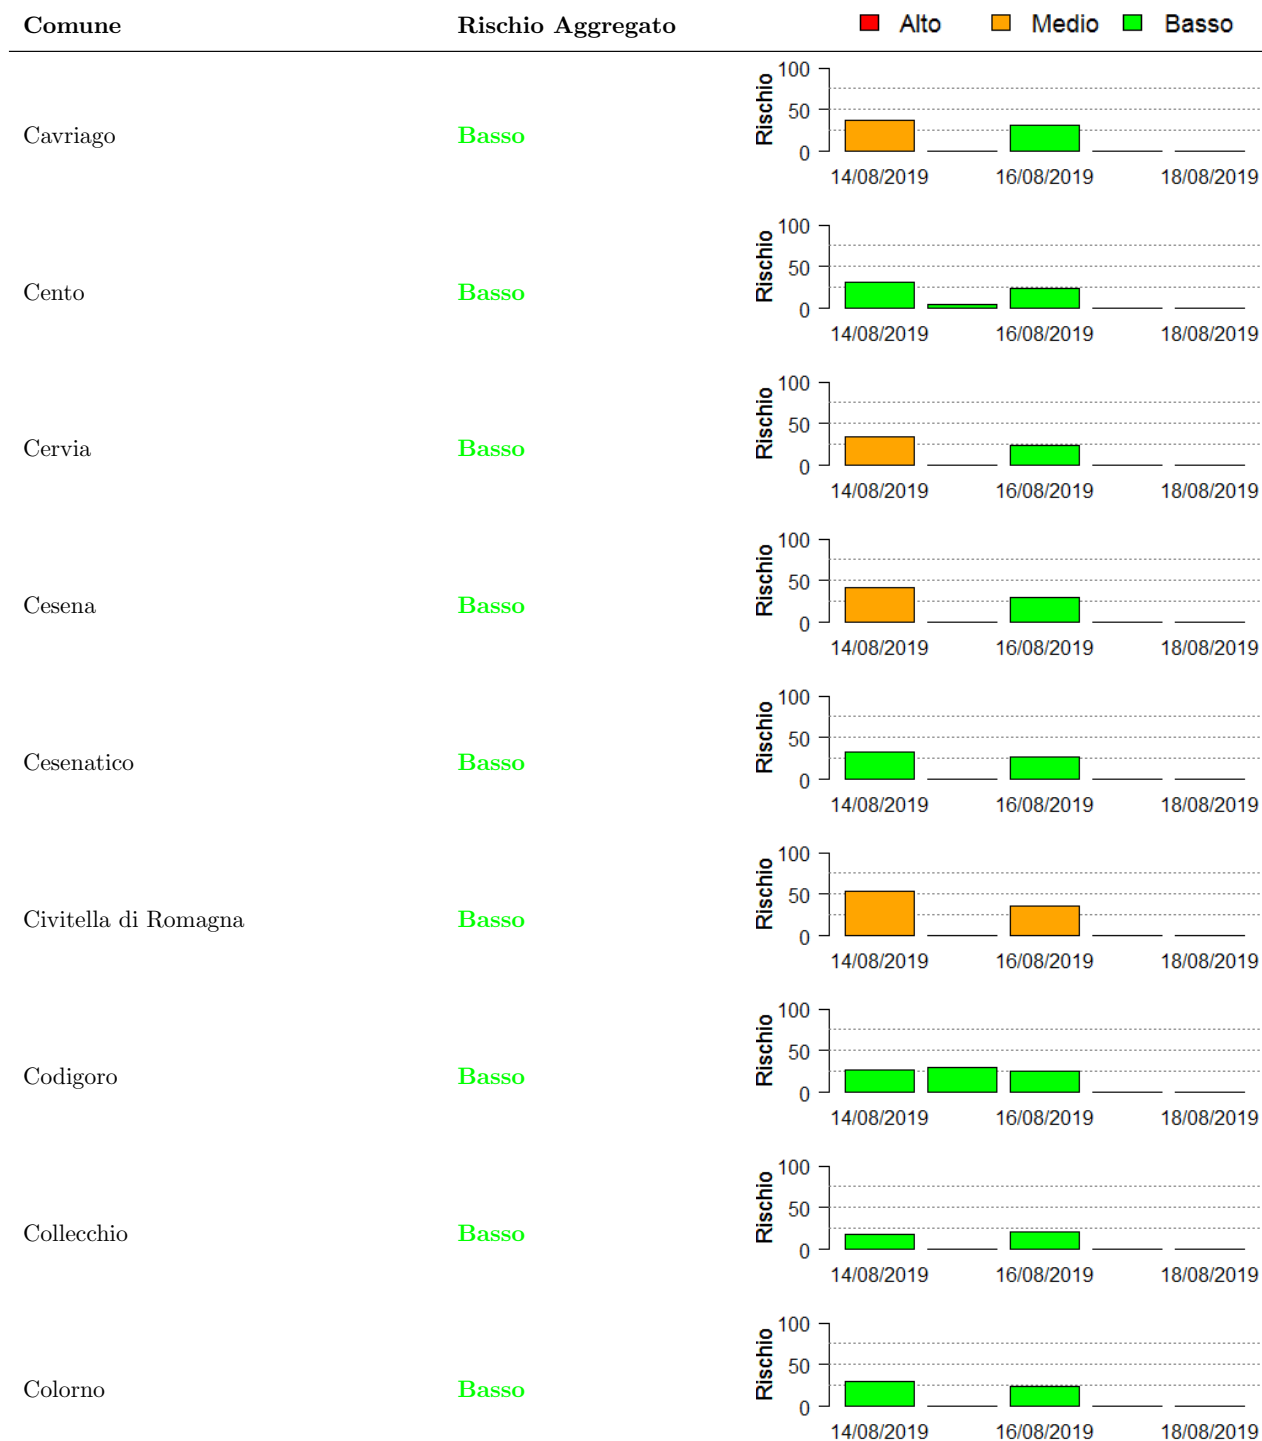 Comune Rischio Aggregato Alto Medio Basso
Cavriago Basso Rischio 100 50 0
14/08/2019 16/08/2019 18/08/2019
Cento Basso Rischio 100 50 0
14/08/2019 16/08/2019 18/08/2019
Cervia Basso Rischio 100 50 0
14/08/2019 16/08/2019 18/08/2019
Cesena Basso Rischio 100 50 0
14/08/2019 16/08/2019 18/08/2019
Cesenatico Basso Rischio 100 50 0
14/08/2019 16/08/2019 18/08/2019
Civitella di Romagna Basso Rischio 100 50 0
14/08/2019 16/08/2019 18/08/2019
Codigoro Basso Rischio 100 50 0
14/08/2019 16/08/2019 18/08/2019
Collecchio Basso Rischio 100 50 0
14/08/2019 16/08/2019 18/08/2019
Colorno Basso Rischio 100 50 0
14/08/2019 16/08/2019 18/08/2019